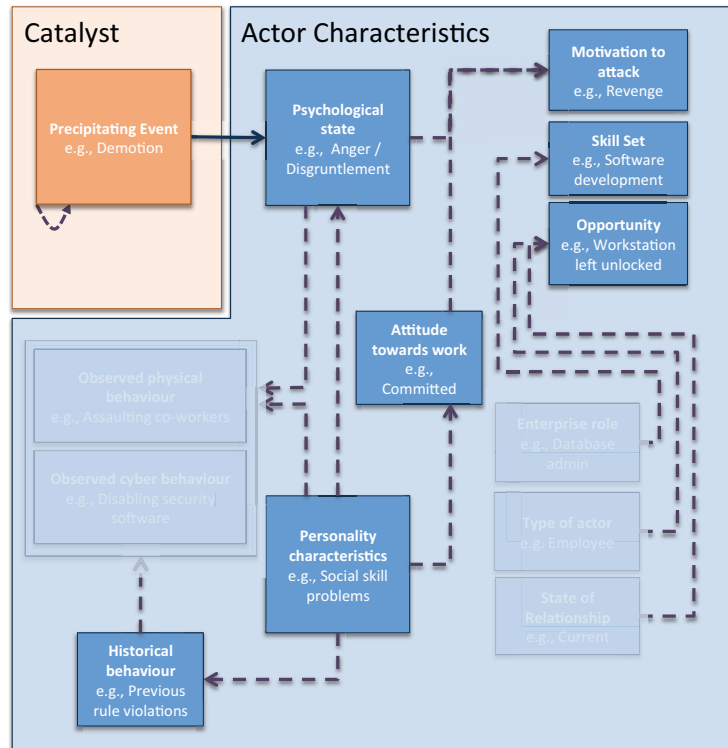 Catalyst
Actor Characteristics
Precipitating Event
e.g., Demotion
Psychological
state
e.g., Anger /
Disgruntlement
Motivation to
attack
e.g., Revenge
Skill Set
e.g., Software
development
Opportunity
e.g., Workstation
left unlocked
Attitude
towards work
e.g.,
Committed
Observed physical
behaviour
e.g., Assaulting co-workers
Observed cyber behaviour
e.g., Disabling security
software
Enterprise role
e.g., Database
admin
Type of actor
e.g. Employee
State of
Relationship
e.g., Current
Personality
characteristics
e.g., Social skill
problems
Historical
behaviour
e.g., Previous
rule violations